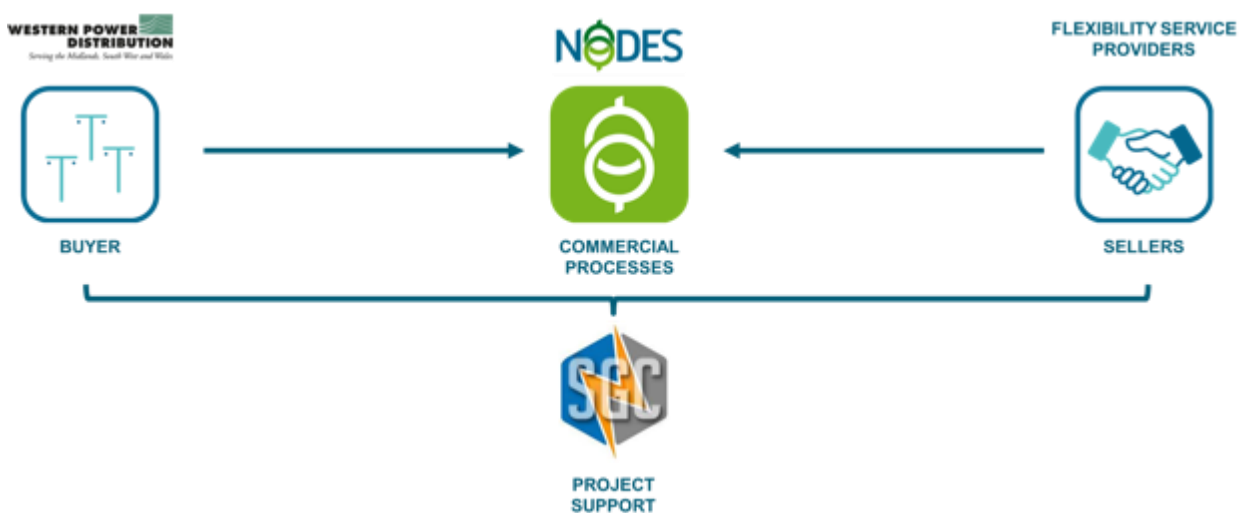 WESTERN POWER
DISTRIBUTION
Serving the Midlands, South West and Wales
NODES
FLEXIBILITY SERVICE
PROVIDERS
BUYER
COMMERCIAL
PROCESSES
SELLERS
SGC
PROJECT
SUPPORT